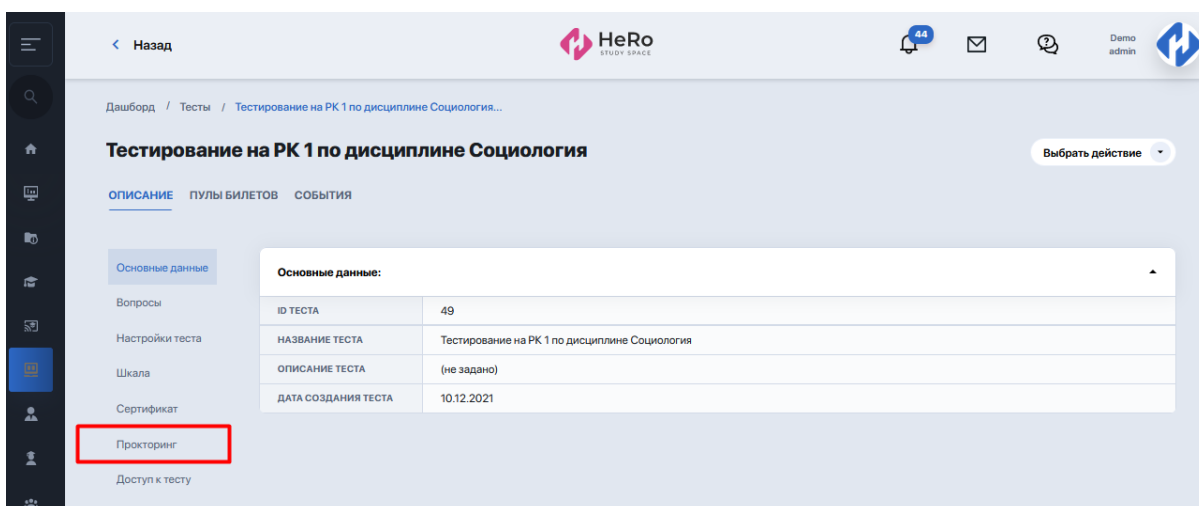 Назад
HeRo
STUDY SPACE
44
Demo
admin
Дашборд / Тесты / Тестирование на РК 1 по дисциплине Социология...
Тестирование на РК 1 по дисциплине Социология
Выбрать действие
ОПИСАНИЕ ПУЛЫ БИЛЕТОВ СОБЫТИЯ
Основные данные
Вопросы
Настройки теста
Шкала
Сертификат
Прокторинг
Доступ к тесту
Основные данные:
ID ТЕСТА 49
НАЗВАНИЕ ТЕСТА Тестирование на РК 1 по дисциплине Социология
ОПИСАНИЕ ТЕСТА (не задано)
ДАТА СОЗДАНИЯ ТЕСТА 10.12.2021